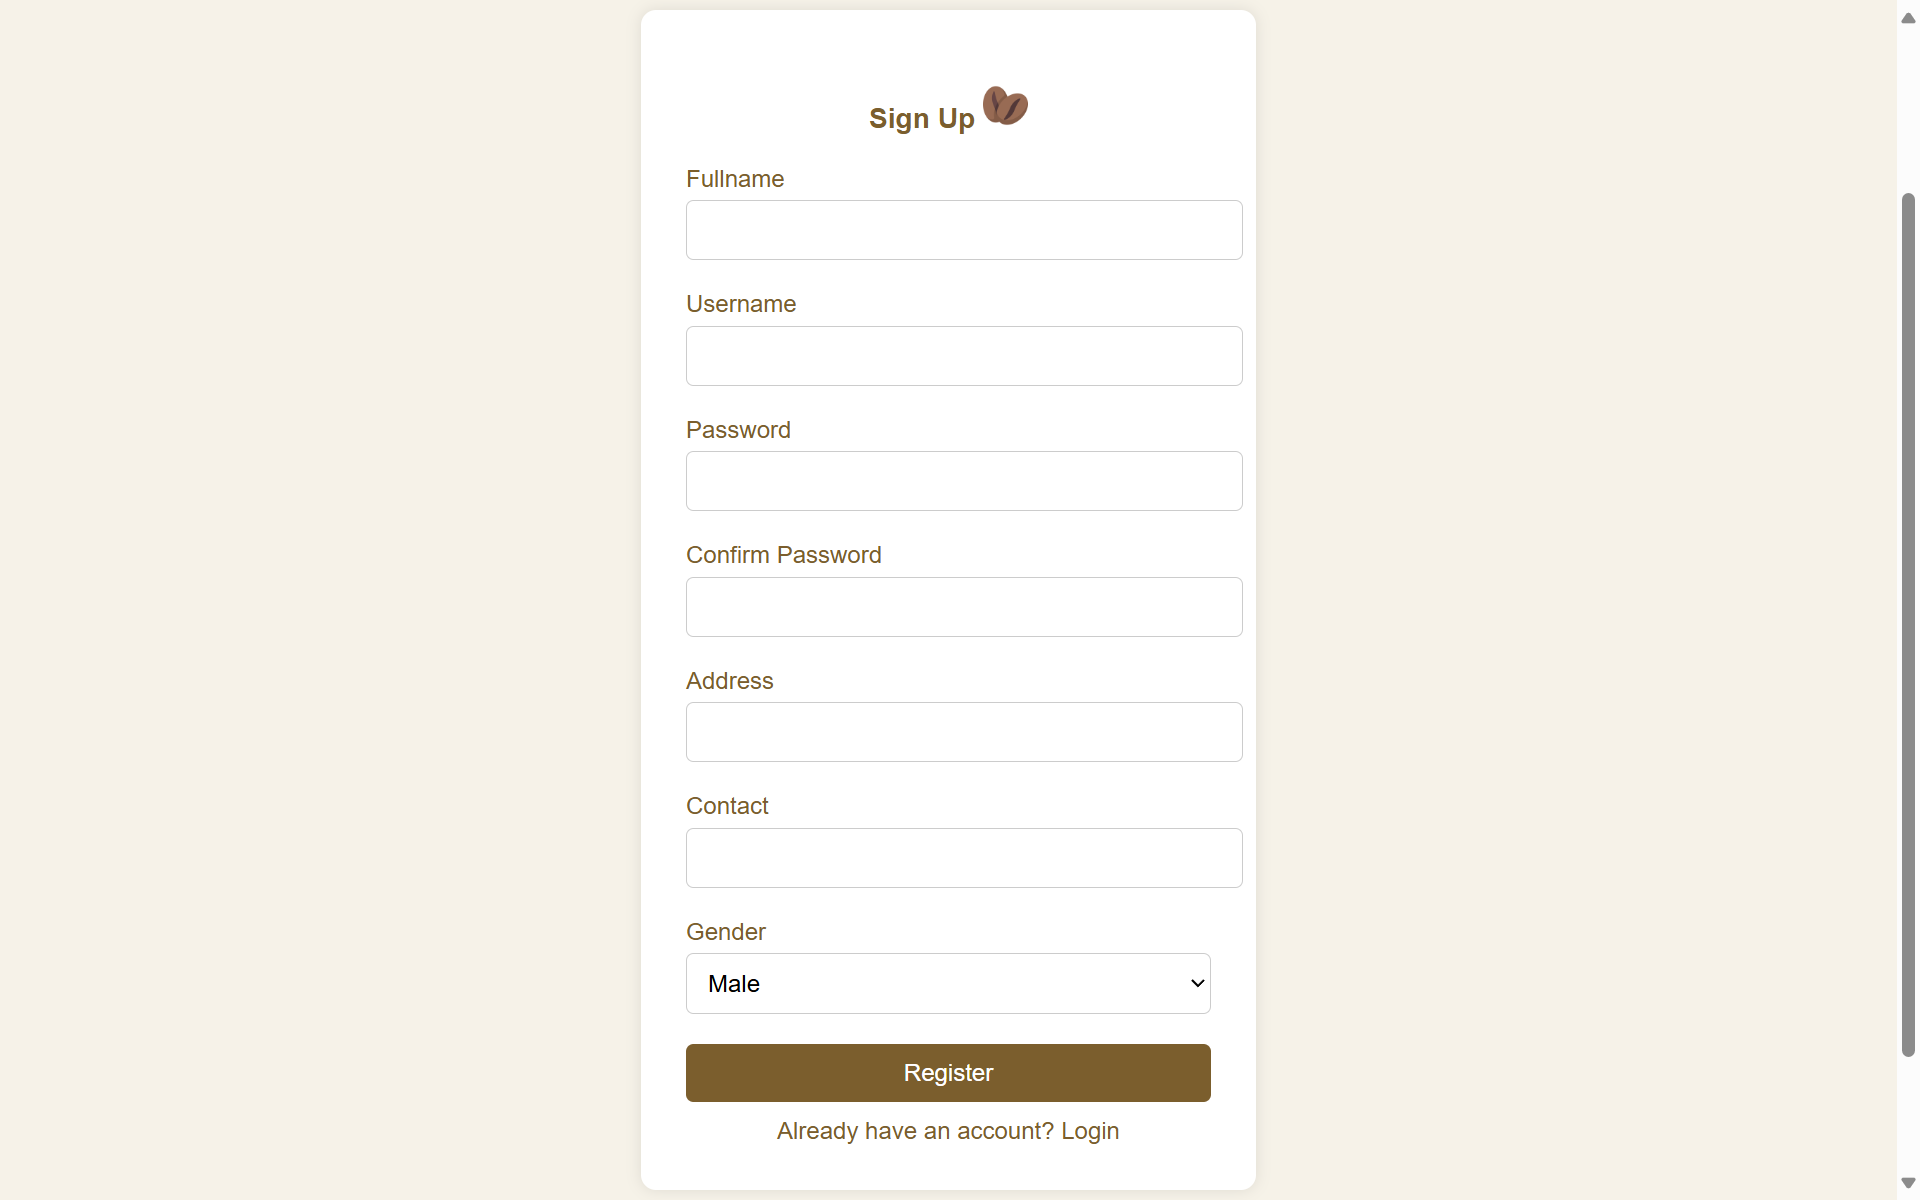 Sign Up
Fullname
Username
Password
Confirm Password
Address
Contact
Gender
Male
Register
Already have an account? Login